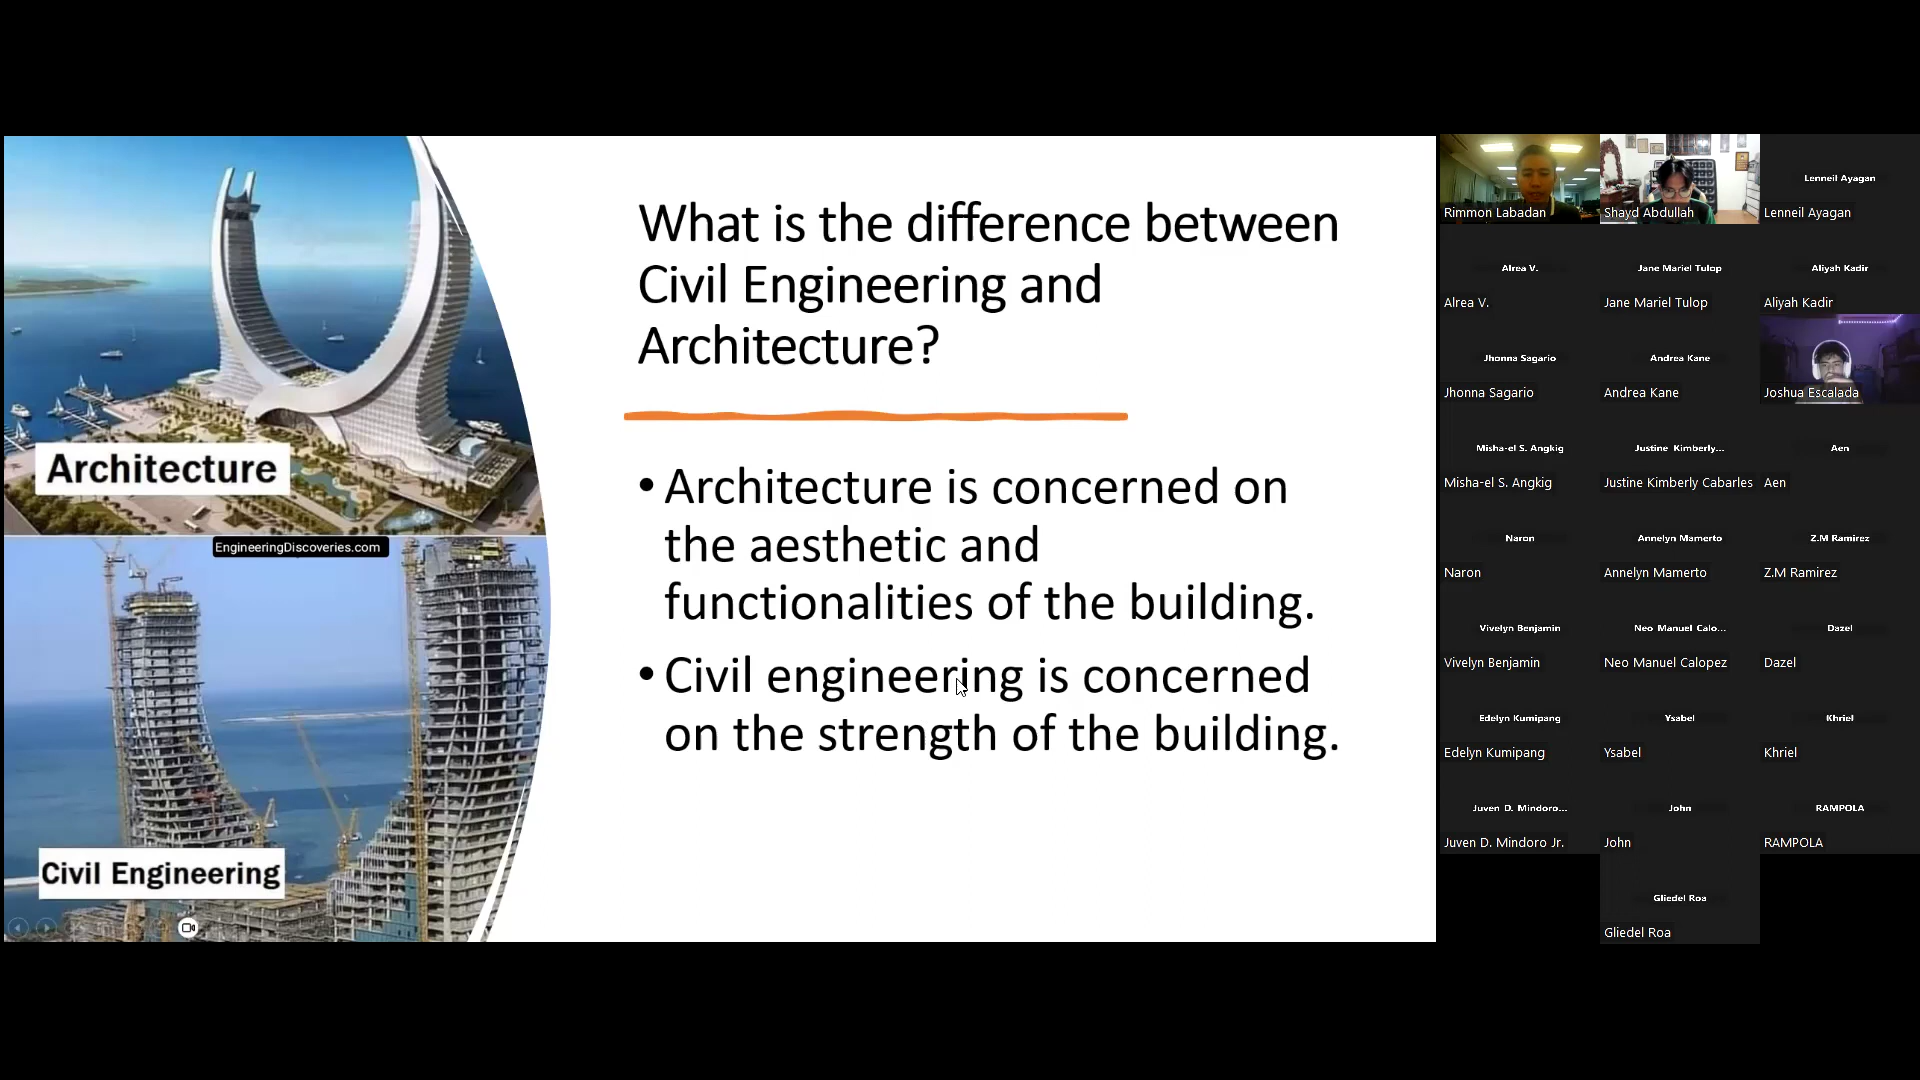 What is the difference between
Civil Engineering and
Architecture?
• Architecture is concerned on
the aesthetic and
functionalities of the building.
• Civil engineering is concerned
on the strength of the building.
Architecture
EngineeringDiscoveries.com
Civil Engineering
Rimmon Labadan
Shayd Abdullah
Lenneil Ayagan
Lenneil Ayagan
Alrea V.
Alrea V.
Jane Mariel Tulop
Jane Mariel Tulop
Aliyah Kadir
Aliyah Kadir
Jhonna Sagario
Jhonna Sagario
Andrea Kane
Andrea Kane
Joshua Escalada
Misha-el S. Angkig
Misha-el S. Angkig
Justine Kimberly...
Justine Kimberly Cabarles
Aen
Aen
Naron
Naron
Annelyn Mamerto
Annelyn Mamerto
Z.M Ramirez
Z.M Ramirez
Vivelyn Benjamin
Vivelyn Benjamin
Neo Manuel Calo...
Neo Manuel Calopez
Dazel
Dazel
Edelyn Kumipang
Edelyn Kumipang
Ysabel
Ysabel
Khriel
Khriel
Juven D. Mindoro...
Juven D. Mindoro Jr.
John
John
RAMPOLA
RAMPOLA
Gliedel Roa
Gliedel Roa